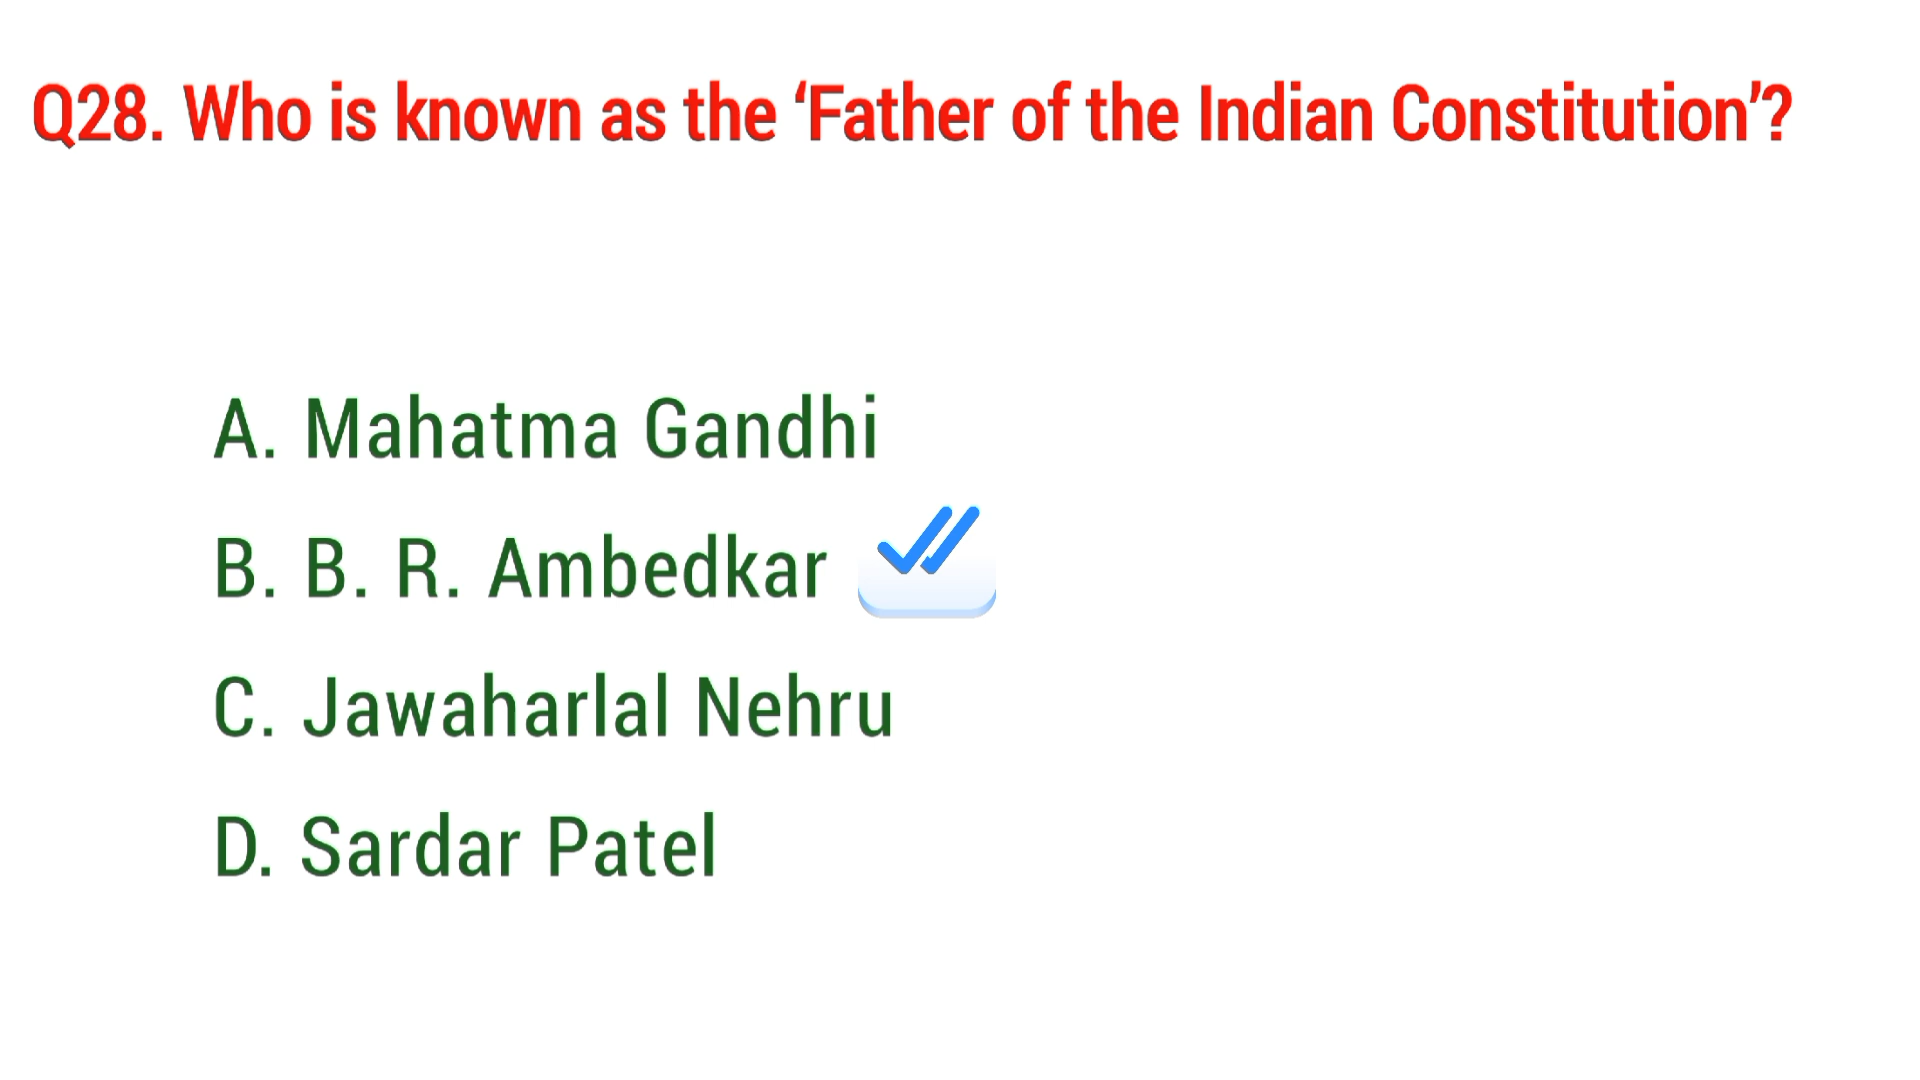 Q28. Who is known as the ‘Father of the Indian Constitution’?
A. Mahatma Gandhi
B. B. R. Ambedkar
C. Jawaharlal Nehru
D. Sardar Patel